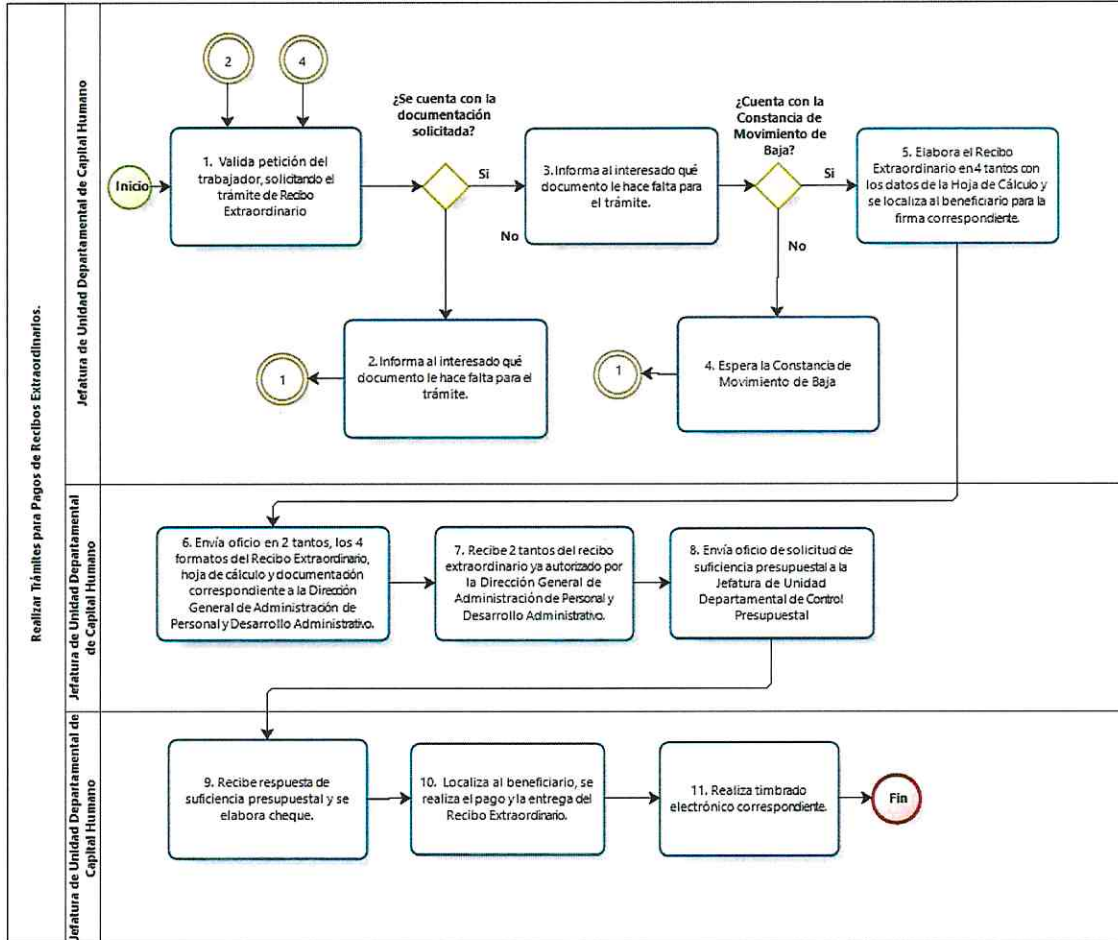 Realizar Trámites para Pagos de Recibos Extraordinarios.
Jefatura de Unidad Departamental de Capital Humano
2
4
¿Se cuenta con la
documentación
solicitada?
¿Cuenta con la
Constancia de
Movimiento de
Baja?
Inicio
1. Valida petición del
trabajador, solicitando el
trámite de Recibo
Extraordinario
Si
No
3. Informa al interesado qué
documento le hace falta para
el trámite.
Si
No
5. Elabora el Recibo
Extraordinario en 4 tantos con
los datos de la Hoja de Cálculo y
se localiza al beneficiario para la
firma correspondiente.
1
2. Informa al interesado qué
documento le hace falta para el
trámite.
1
4. Espera la Constancia de
Movimiento de Baja
Jefatura de Unidad Departamental
de Capital Humano
6. Envía oficio en 2 tantos, los 4
formatos del Recibo Extraordinario,
hoja de cálculo y documentación
correspondiente a la Dirección
General de Administración de
Personal y Desarrollo Administrativo.
7. Recibe 2 tantos del recibo
extraordinario ya autorizado por
la Dirección General de
Administración de Personal y
Desarrollo Administrativo.
8. Envía oficio de solicitud de
suficiencia presupuestal a la
Jefatura de Unidad
Departamental de Control
Presupuestal
Jefatura de Unidad Departamental de
Capital Humano
9. Recibe respuesta de
suficiencia presupuestal y se
elabora cheque.
10. Localiza al beneficiario, se
realiza el pago y la entrega del
Recibo Extraordinario.
11. Realiza timbrado
electrónico correspondiente.
Fin